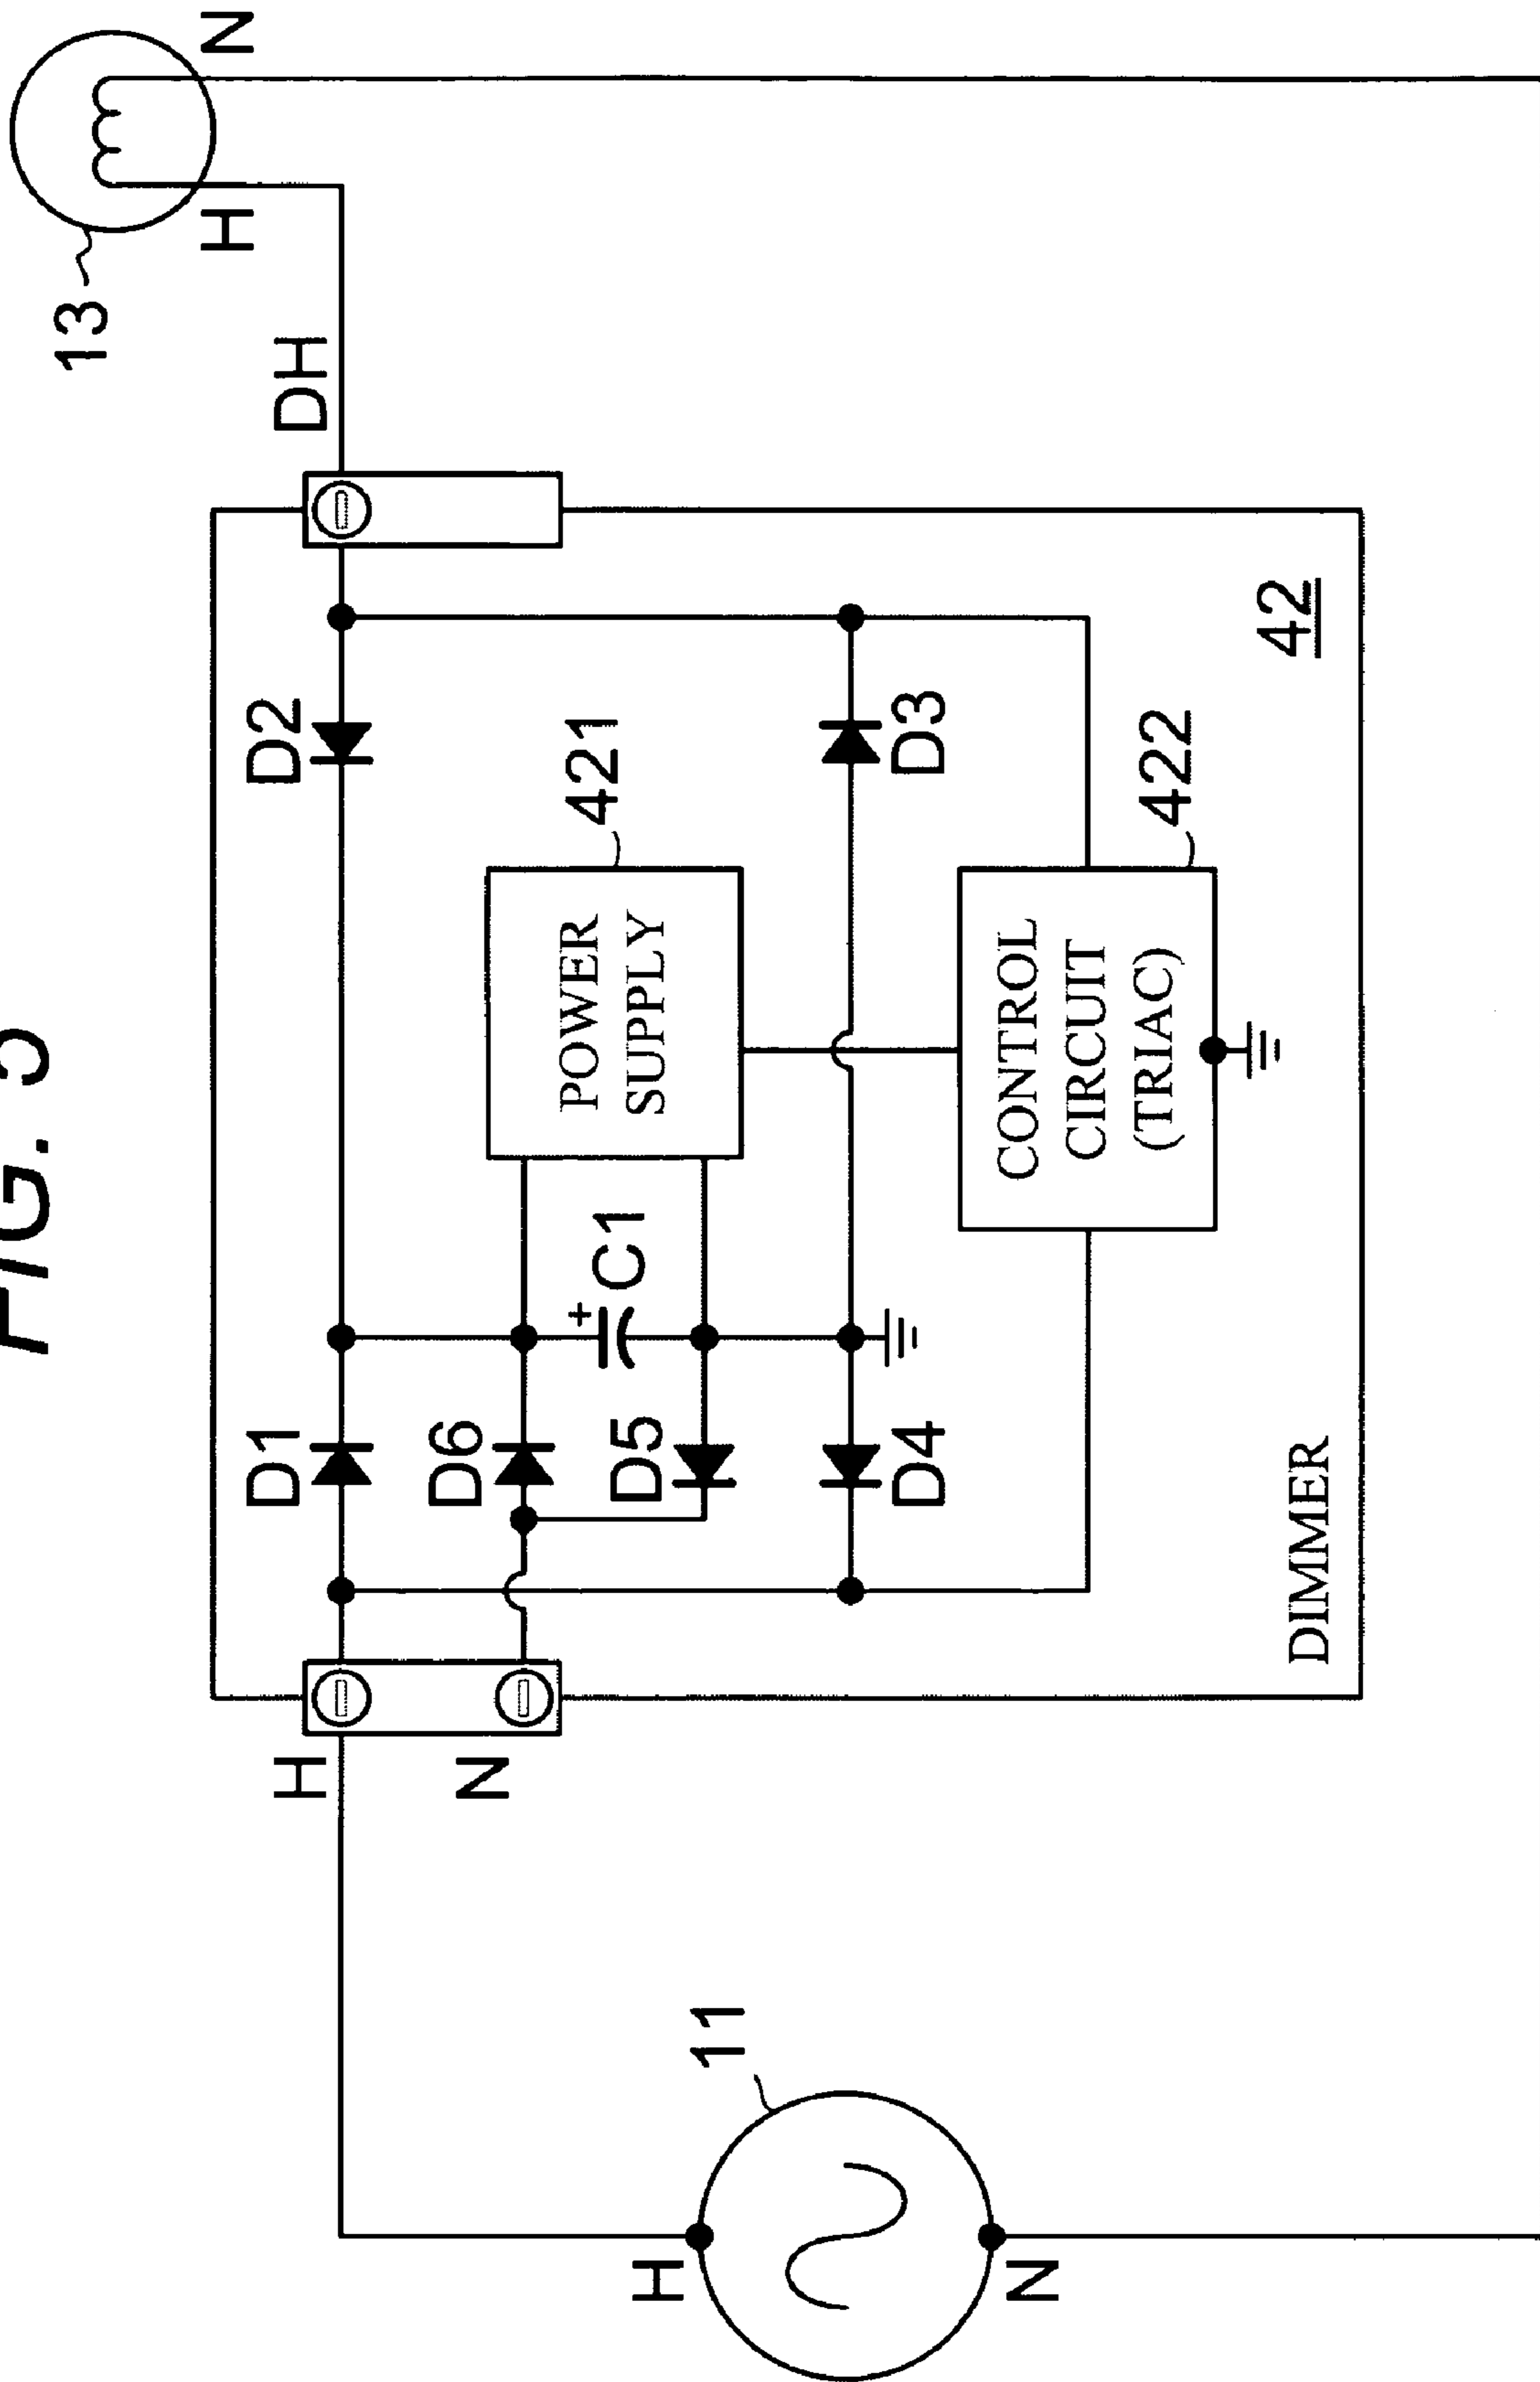 FIG.
13
H N
D1 D2
H DH
D6
N
POWER
SUPPLY
421
+
C1
D5
H
11
D4 D3
N
CONTROL
CIRCUIT
(TRIAC)
422
DIMMER 42